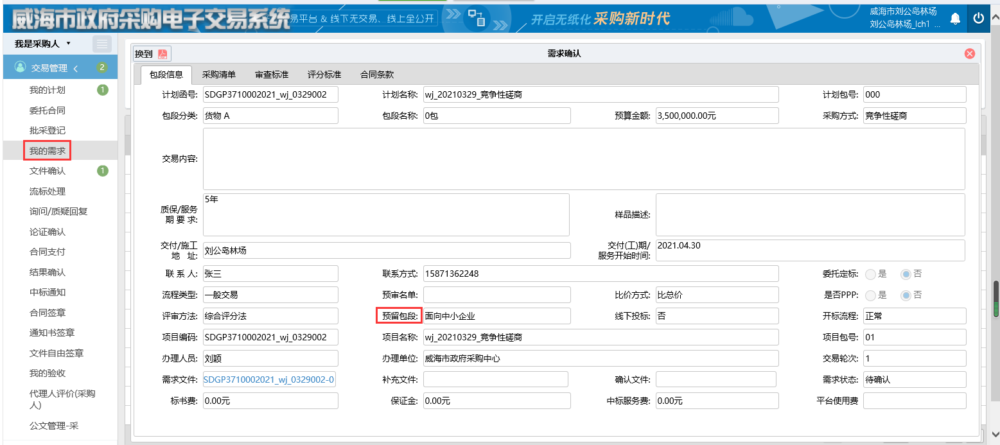 威海市政府采购电子交易系统
易平台 & 线下无交易、线上全公开
开启无纸化 采购新时代
威海市刘公岛林场
刘公岛林场_lch1 ...
我是采购人
交易管理 2
我的计划 1
委托合同
批采登记
我的需求
文件确认 1
流标处理
询问/质疑回复
论证确认
合同支付
结果确认
中标通知
合同签章
通知书签章
文件自由签章
我的验收
代理人评价(采购
人)
公文管理-采
换到 需求确认
包段信息 采购清单 审查标准 评分标准 合同条款
计划函号: SDGP3710002021_wj_0329002 计划名称: wj_20210329_竞争性磋商 计划包号: 000
包段分类: 货物 A 包段名称: 0包 预算金额: 3,500,000.00元 采购方式: 竞争性磋商
交易内容:
质保/服务
期 要 求: 5年 样品描述:
交付/施工
地 址: 刘公岛林场 交付(工)期/
服务开始时间: 2021.04.30
联 系 人: 张三 联系方式: 15871362248 委托定标: 是 否
流程类型: 一般交易 预审名单: 比价方式: 比总价 是否PPP: 是 否
评审方法: 综合评分法 预留包段: 面向中小企业 线下投标: 否 开标流程: 正常
项目编码: SDGP3710002021_wj_0329002 项目名称: wj_20210329_竞争性磋商 项目包号: 01
办理人员: 刘颖 办理单位: 威海市政府采购中心 交易轮次: 1
需求文件: SDGP3710002021_wj_0329002-0 补充文件: 确认文件: 需求状态: 待确认
标书费: 0.00元 保证金: 0.00元 中标服务费: 0.00元 平台使用费